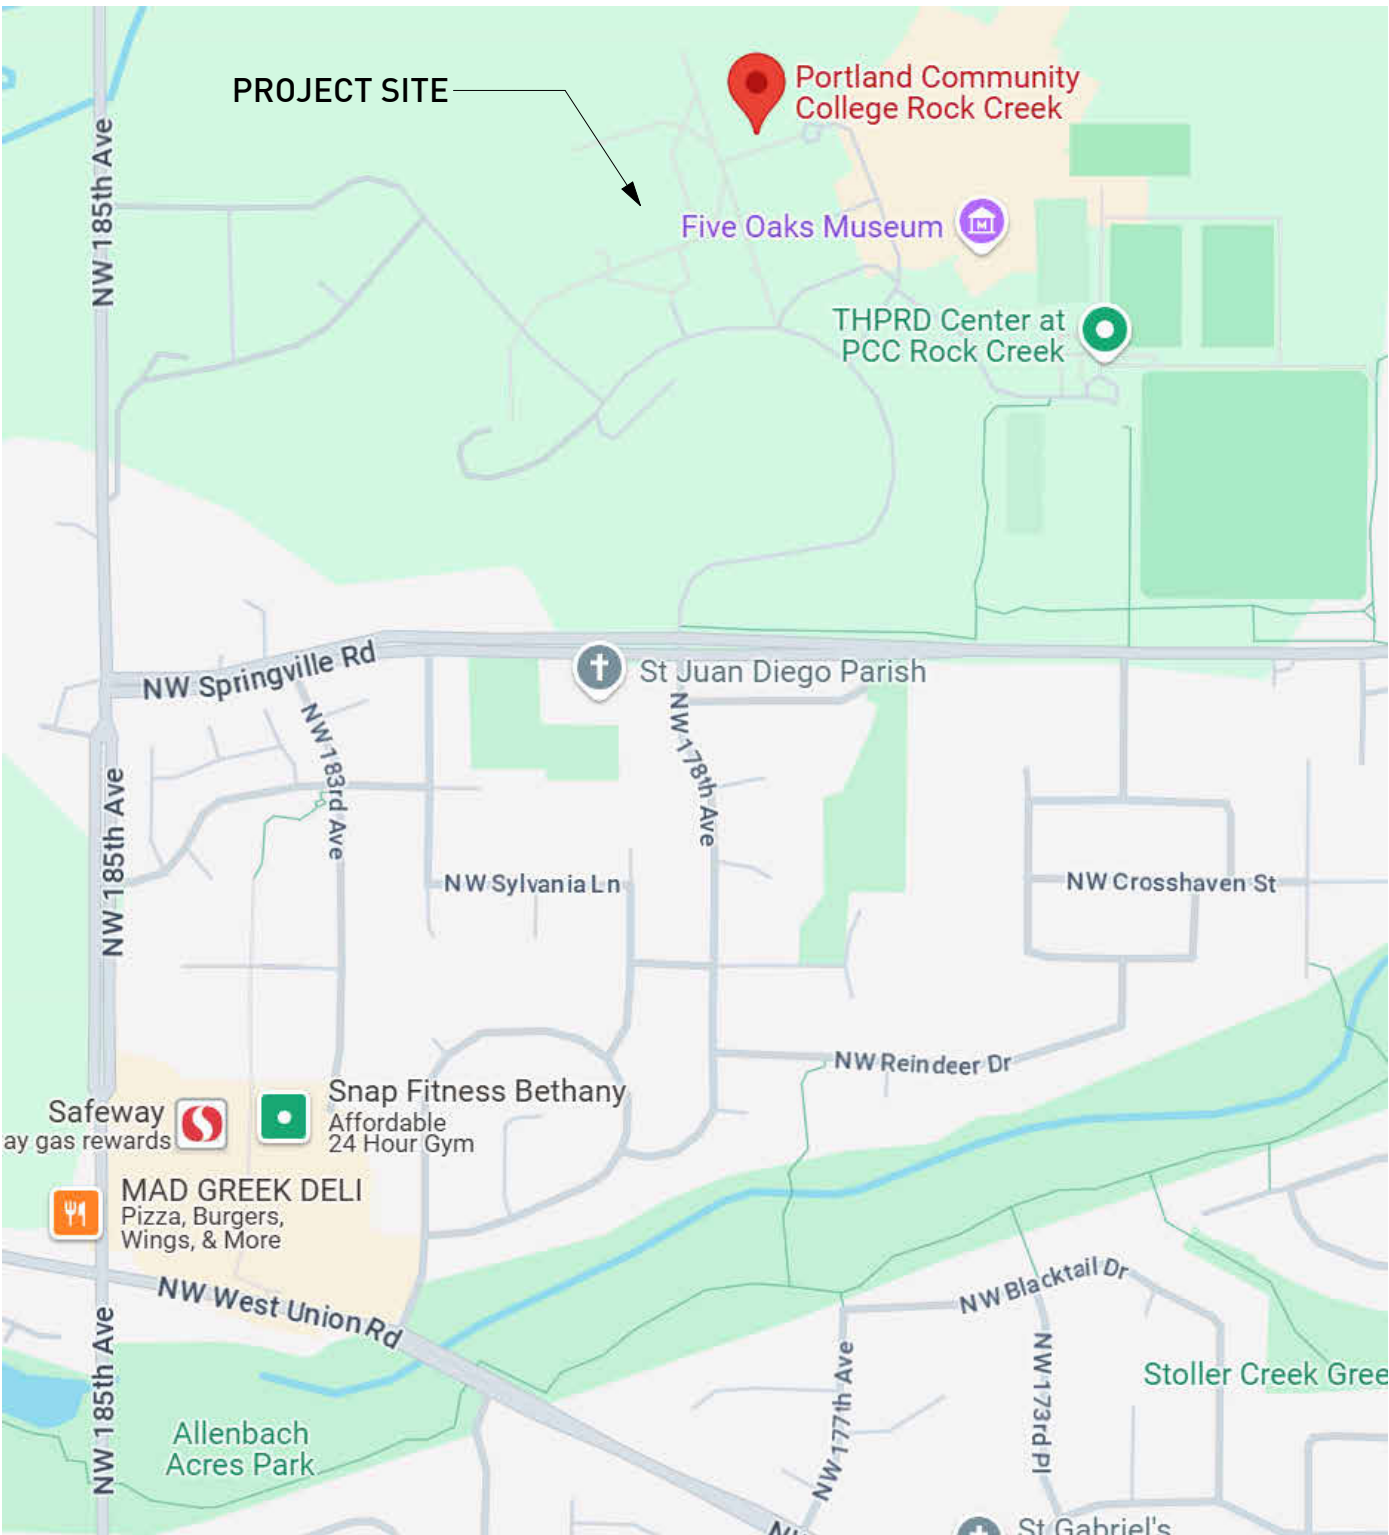 PROJECT SITE
Portland Community
College Rock Creek
NW 185th Ave
Five Oaks Museum
THPRD Center at
PCC Rock Creek
NW Springville Rd
St Juan Diego Parish
NW 183rd Ave
NW 178th Ave
NW 185th Ave
NW Sylvania Ln
NW Crosshaven St
NW Reindeer Dr
Snap Fitness Bethany
Affordable
24 Hour Gym
Safeway
ay gas rewards
MAD GREEK DELI
Pizza, Burgers,
Wings, & More
NW West Union Rd
NW Blacktail Dr
NW 185th Ave
NW 177th Ave
NW 173rd Pl
Stoller Creek Gree
Allenbach
Acres Park
St Gabriel's